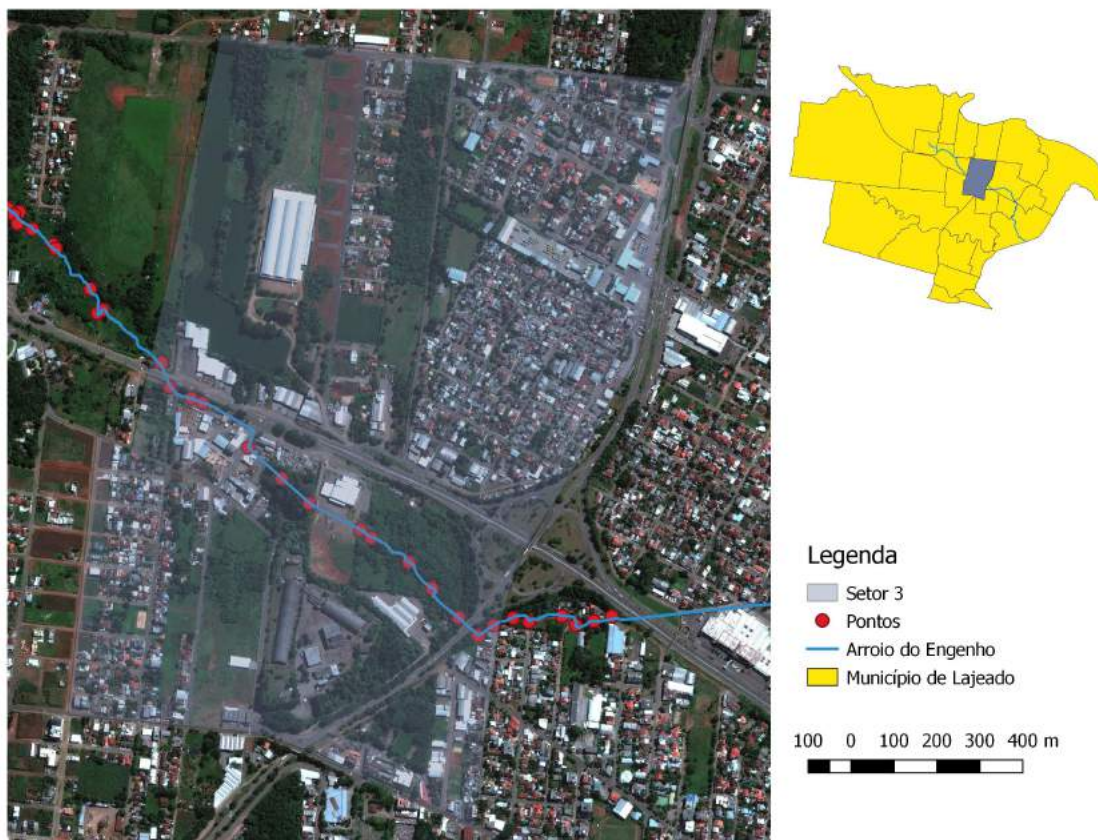 Legenda
Setor 3
Pontos
Arroio do Engenho
Município de Lajeado
100 0 100 200 300 400 m